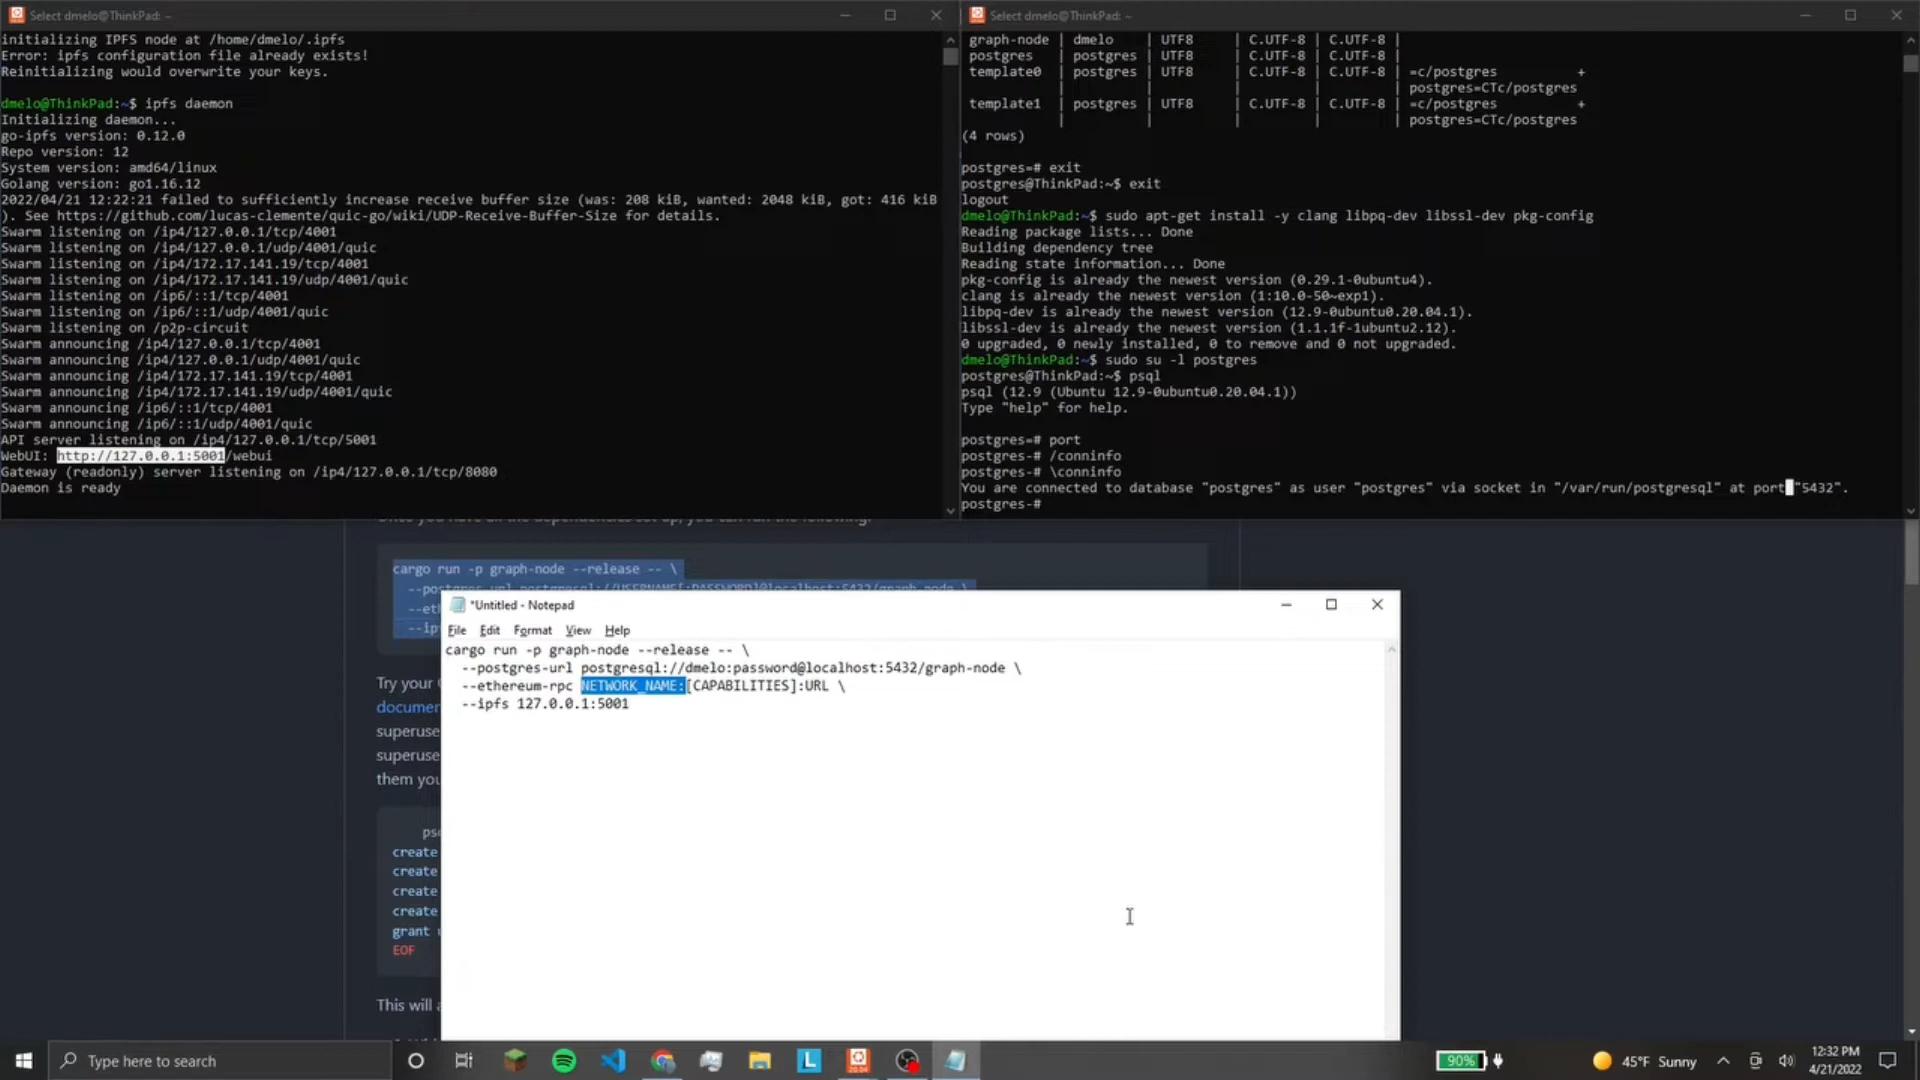 Select dmelo@ThinkPad: ~
initializing IPFS node at /home/dmelo/.ipfs
Error: ipfs configuration file already exists!
Reinitializing would overwrite your keys.
dmelo@ThinkPad:~$ ipfs daemon
Initializing daemon...
go-ipfs version: 0.12.0
Repo version: 12
System version: amd64/linux
Golang version: go1.16.12
2022/04/21 12:22:21 failed to sufficiently increase receive buffer size (was: 208 kiB, wanted: 2048 kiB, got: 416 kiB
). See https://github.com/lucas-clemente/quic-go/wiki/UDP-Receive-Buffer-Size for details.
Swarm listening on /ip4/127.0.0.1/tcp/4001
Swarm listening on /ip4/127.0.0.1/udp/4001/quic
Swarm listening on /ip4/172.17.141.19/tcp/4001
Swarm listening on /ip4/172.17.141.19/udp/4001/quic
Swarm listening on /ip6/::1/tcp/4001
Swarm listening on /ip6/::1/udp/4001/quic
Swarm listening on /p2p-circuit
Swarm announcing /ip4/127.0.0.1/tcp/4001
Swarm announcing /ip4/127.0.0.1/udp/4001/quic
Swarm announcing /ip4/172.17.141.19/tcp/4001
Swarm announcing /ip4/172.17.141.19/udp/4001/quic
Swarm announcing /ip6/::1/tcp/4001
Swarm announcing /ip6/::1/udp/4001/quic
API server listening on /ip4/127.0.0.1/tcp/5001
WebUI: http://127.0.0.1:5001/webui
Gateway (readonly) server listening on /ip4/127.0.0.1/tcp/8080
Daemon is ready
Select dmelo@ThinkPad: ~
graph-node | dmelo | UTF8 | C.UTF-8 | C.UTF-8 |
postgres | postgres | UTF8 | C.UTF-8 | C.UTF-8 |
template0 | postgres | UTF8 | C.UTF-8 | C.UTF-8 | =c/postgres +
| | | | | postgres=CTc/postgres
template1 | postgres | UTF8 | C.UTF-8 | C.UTF-8 | =c/postgres +
| | | | | postgres=CTc/postgres
(4 rows)
postgres=# exit
postgres@ThinkPad:~$ exit
logout
dmelo@ThinkPad:~$ sudo apt-get install -y clang libpq-dev libssl-dev pkg-config
Reading package lists... Done
Building dependency tree
Reading state information... Done
pkg-config is already the newest version (0.29.1-0ubuntu4).
clang is already the newest version (1:10.0-50~exp1).
libpq-dev is already the newest version (12.9-0ubuntu0.20.04.1).
libssl-dev is already the newest version (1.1.1f-1ubuntu2.12).
0 upgraded, 0 newly installed, 0 to remove and 0 not upgraded.
dmelo@ThinkPad:~$ sudo su -l postgres
postgres@ThinkPad:~$ psql
psql (12.9 (Ubuntu 12.9-0ubuntu0.20.04.1))
Type "help" for help.
postgres=# port
postgres-# /conninfo
postgres-# \conninfo
You are connected to database "postgres" as user "postgres" via socket in "/var/run/postgresql" at port "5432".
postgres-#
cargo run -p graph-node --release -- \
--postgres-url postgresql://USERNAME[:PASSWORD]@localhost:5432/graph-node \
--et
--ip
Try your
documen
superuse
superuse
them you
ps
create
create
create
create
grant
EOF
This will
*Untitled - Notepad
File Edit Format View Help
cargo run -p graph-node --release -- \
--postgres-url postgresql://dmelo:password@localhost:5432/graph-node \
--ethereum-rpc NETWORK_NAME:[CAPABILITIES]:URL \
--ipfs 127.0.0.1:5001
Type here to search
20.04
90%
45°F Sunny
12:32 PM
4/21/2022